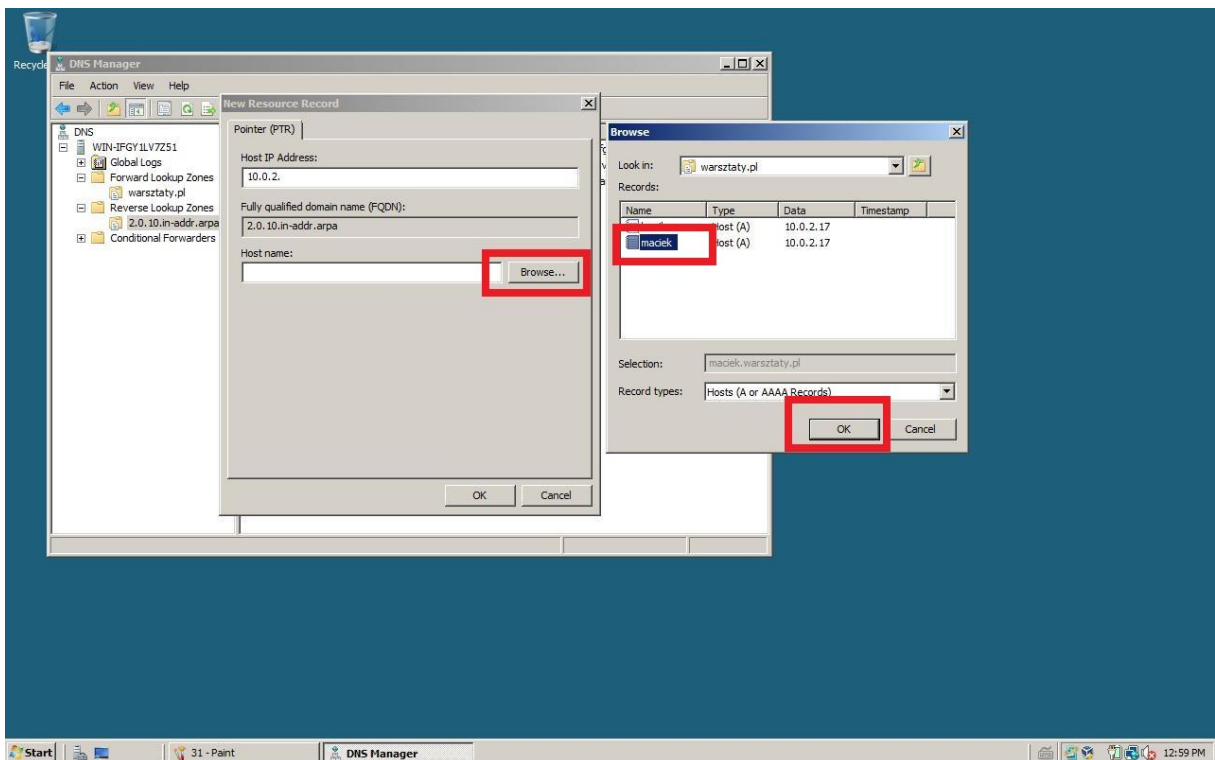 DNS Manager
File Action View Help
DNS
WIN-IFGY1LV7Z51
Global Logs
Forward Lookup Zones
warsztaty.pl
Reverse Lookup Zones
2.0.10.in-addr.arpa
Conditional Forwarders
New Resource Record
Pointer (PTR)
Host IP Address:
10.0.2.
Fully qualified domain name (FQDN):
2.0.10.in-addr.arpa
Host name:
Browse...
OK Cancel
Browse
Look in: warsztaty.pl
Records:
Name Type Data Timestamp
Host (A) 10.0.2.17
maciek Host (A) 10.0.2.17
Selection: maciek.warsztaty.pl
Record types: Hosts (A or AAAA Records)
OK Cancel
Start 31 - Paint DNS Manager 12:59 PM